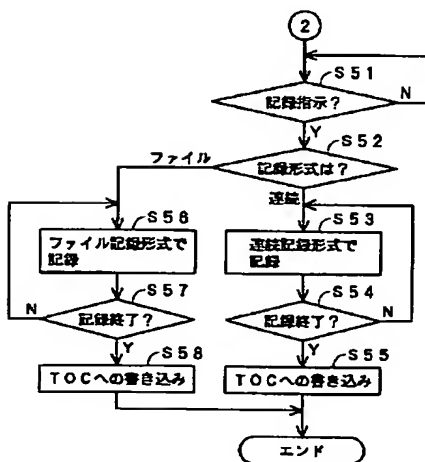 2
S51
記録指示?
N
Y
S52
ファイル
記録形式は?
連続
S56
ファイル記録形式で
記録
S53
連続記録形式で
記録
S57
N
記録終了?
Y
S54
記録終了?
N
Y
S58
TOCへの書き込み
S55
TOCへの書き込み
エンド